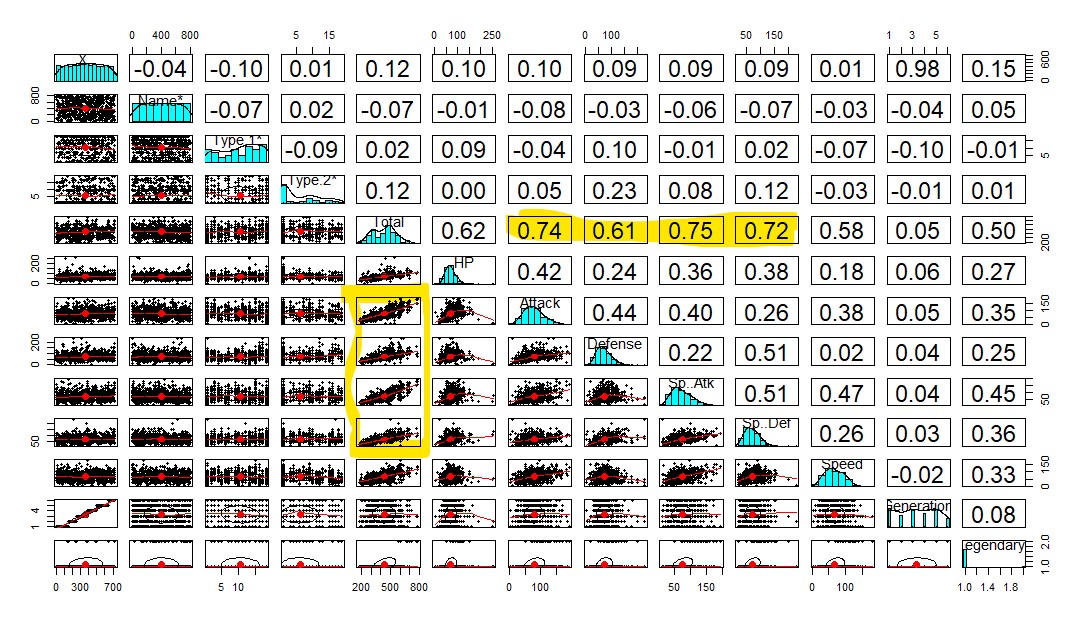 0 400 800 5 15 0 100 250 0 100 50 150 1 3 5
X -0.04 -0.10 0.01 0.12 0.10 0.10 0.09 0.09 0.09 0.01 0.98 0.15 0 600
0 800 Name* -0.07 0.02 -0.07 -0.01 -0.08 -0.03 -0.06 -0.07 -0.03 -0.04 0.05
Type.1* -0.09 0.02 0.09 -0.04 0.10 -0.01 0.02 -0.07 -0.10 -0.01 5
5 Type.2* 0.12 0.00 0.05 0.23 0.08 0.12 -0.03 -0.01 0.01
Total 0.62 0.74 0.61 0.75 0.72 0.58 0.05 0.50 200
0 200 HP 0.42 0.24 0.36 0.38 0.18 0.06 0.27
Attack 0.44 0.40 0.26 0.38 0.05 0.35 0 150
0 200 Defense 0.22 0.51 0.02 0.04 0.25
Sp..Atk 0.51 0.47 0.04 0.45 50
50 Sp..Def 0.26 0.03 0.36
Speed -0.02 0.33 0 150
1 4 Generation 0.08
egendary 1.0 2.0
0 300 700 5 10 200 500 800 0 100 50 150 0 100 1.0 1.4 1.8